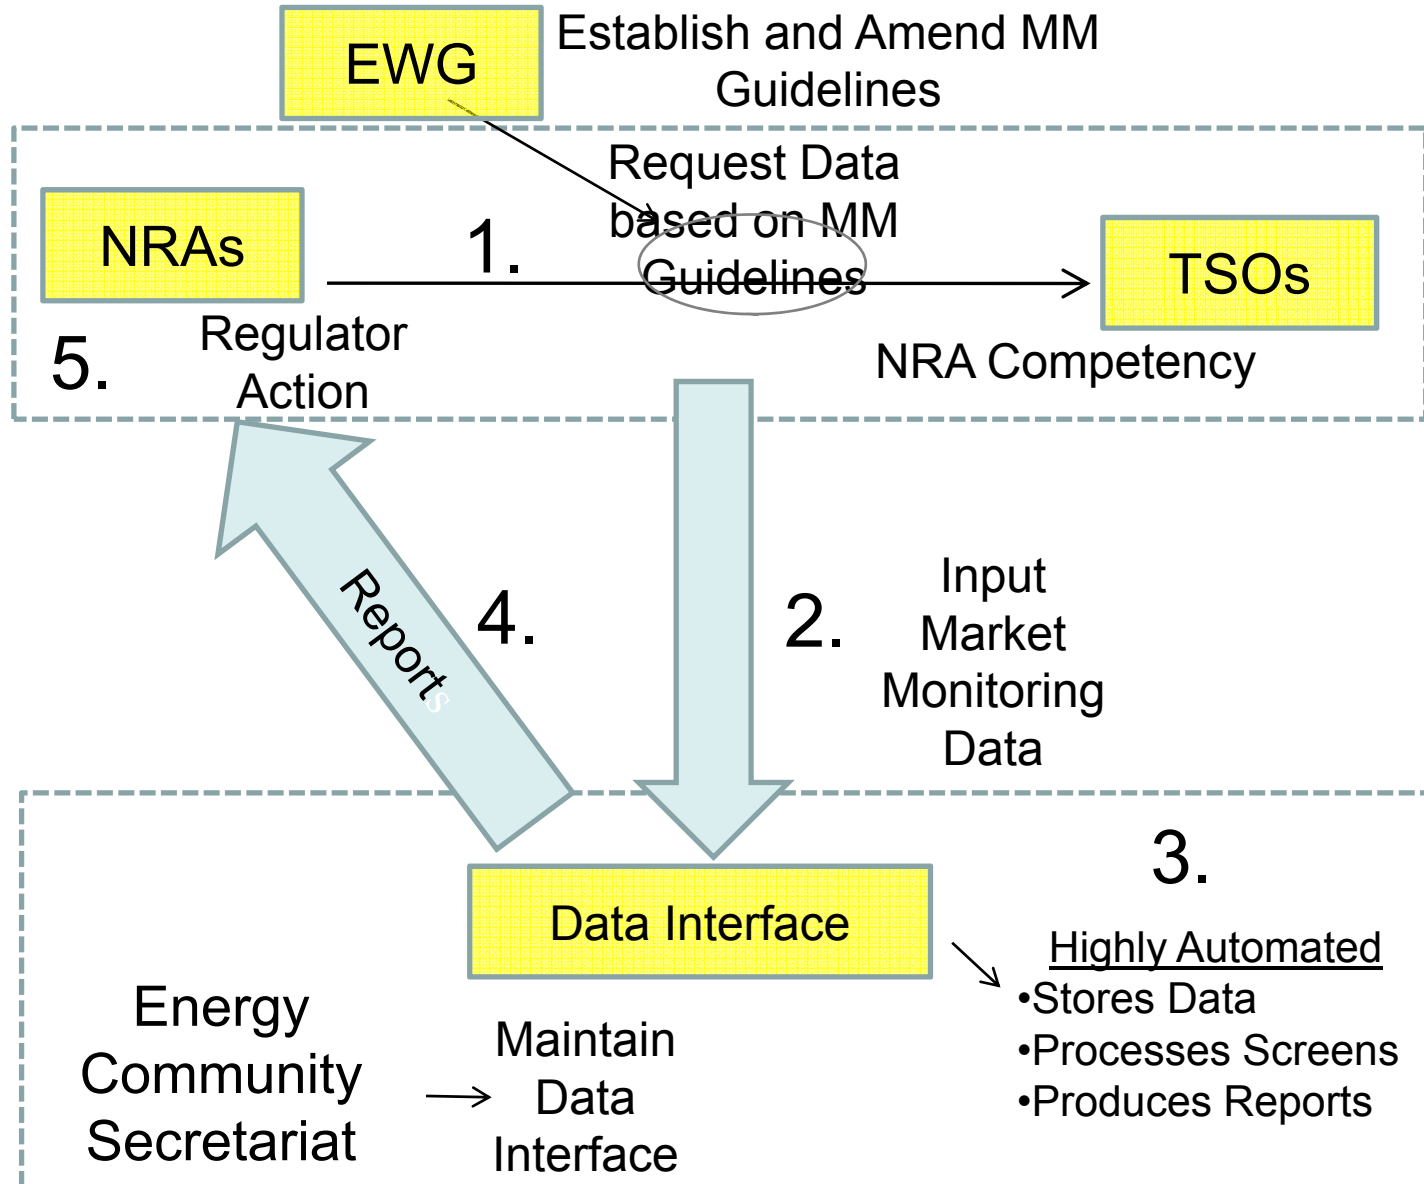 EWG
Establish and Amend MM
Guidelines
Request Data
based on MM
Guidelines
NRAs
1.
TSOs
5.
Regulator
Action
NRA Competency
Reports
4.
2.
Input
Market
Monitoring
Data
3.
Data Interface
Highly Automated
•Stores Data
•Processes Screens
•Produces Reports
Energy
Community
Secretariat
Maintain
Data
Interface